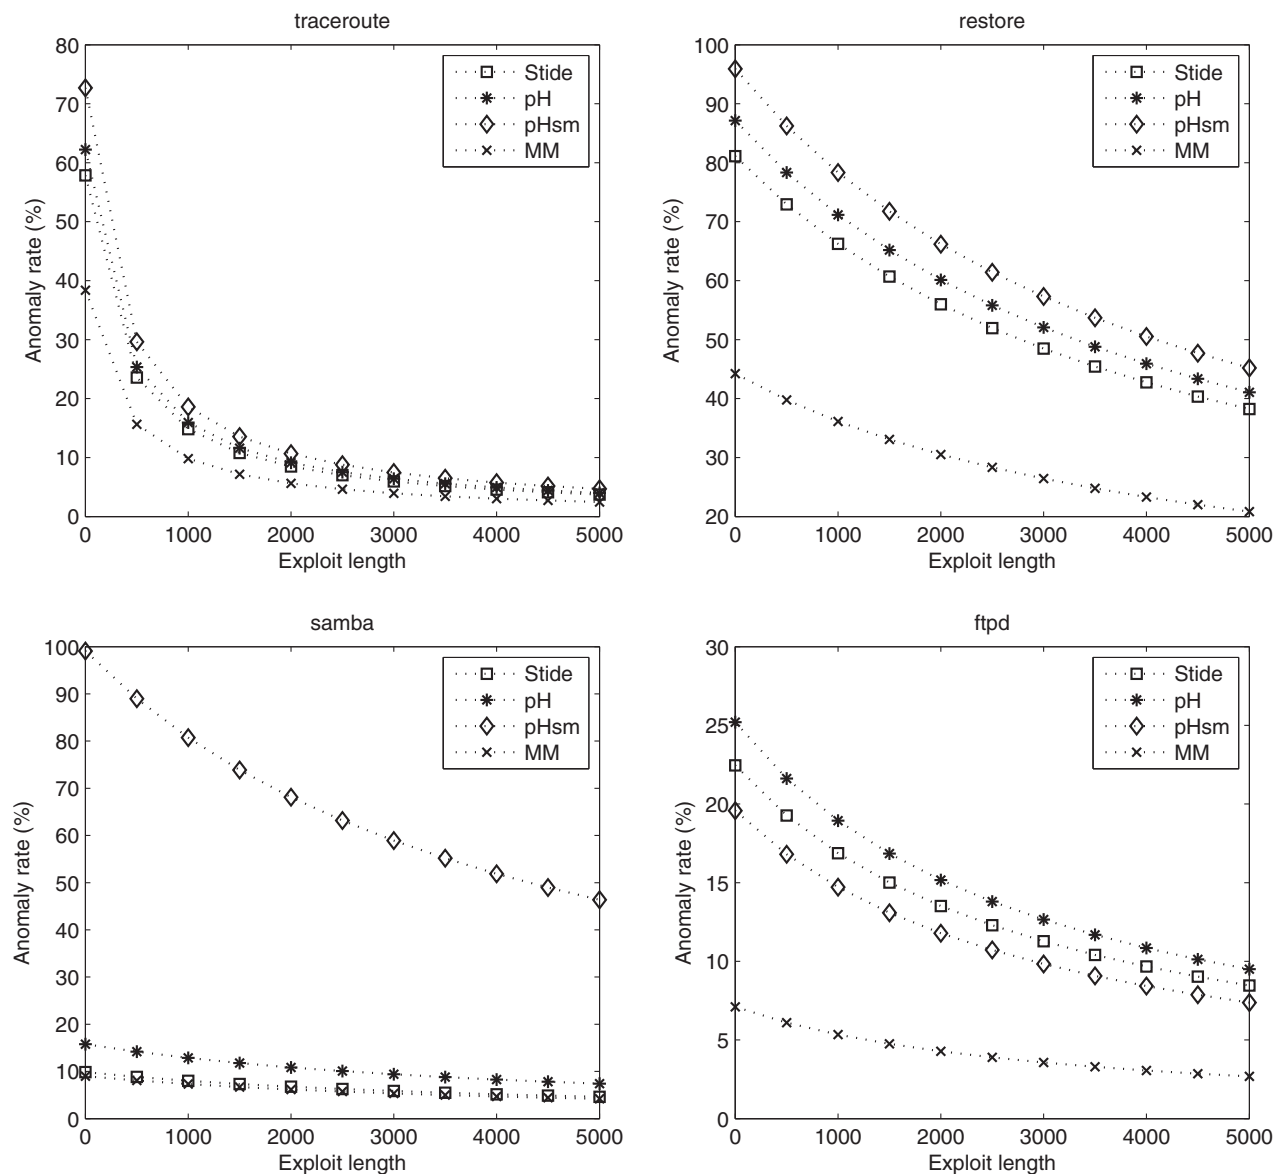 traceroute
80
70
60
50
40
30
20
10
0
Anomaly rate (%)
Stide
pH
pHsm
MM
0 1000 2000 3000 4000 5000
Exploit length
restore
100
90
80
70
60
50
40
30
20
Anomaly rate (%)
Stide
pH
pHsm
MM
0 1000 2000 3000 4000 5000
Exploit length
samba
100
90
80
70
60
50
40
30
20
10
0
Anomaly rate (%)
Stide
pH
pHsm
MM
0 1000 2000 3000 4000 5000
Exploit length
ftpd
30
25
20
15
10
5
0
Anomaly rate (%)
Stide
pH
pHsm
MM
0 1000 2000 3000 4000 5000
Exploit length